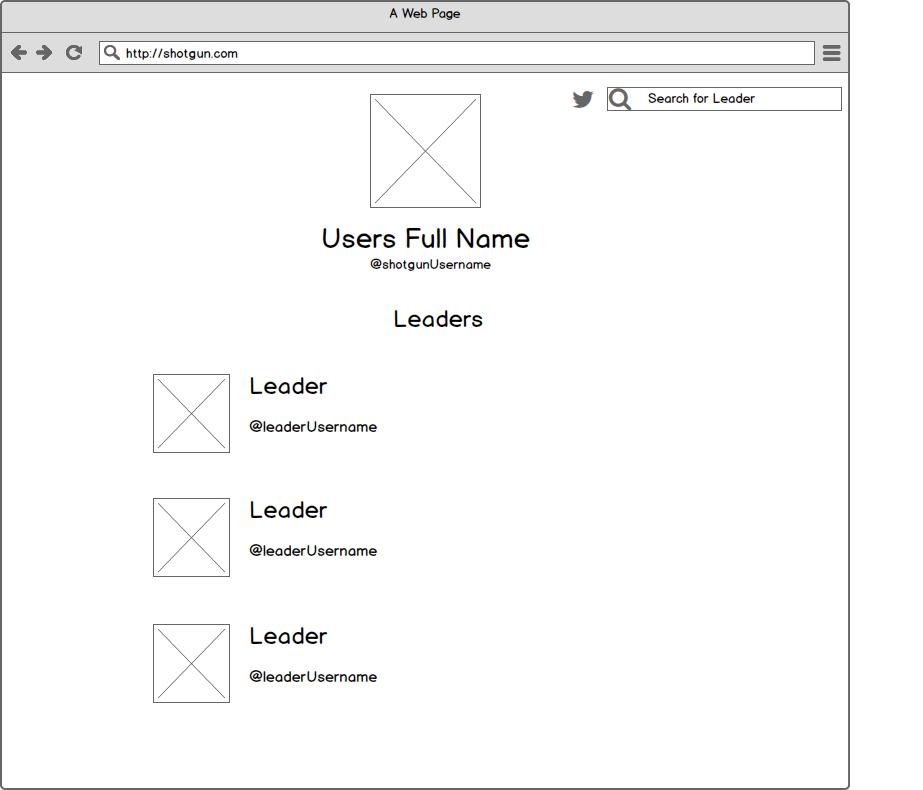 A Web Page
http://shotgun.com
Search for Leader
Users Full Name
@shotgunUsername
Leaders
Leader
@leaderUsername
Leader
@leaderUsername
Leader
@leaderUsername